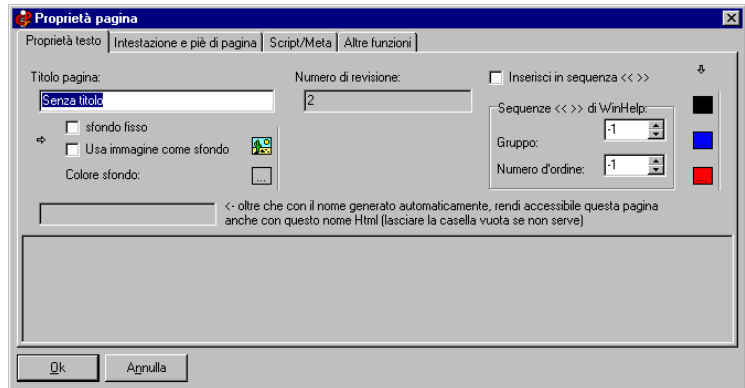 Proprietà pagina
Proprietà testo Intestazione e piè di pagina Script/Meta Altre funzioni
Titolo pagina:
Senza titolo
Numero di revisione:
2
Inserisci in sequenza << >>
sfondo fisso
Usa immagine come sfondo
Colore sfondo:
...
Sequenze << >> di WinHelp:
Gruppo:
-1
Numero d'ordine:
-1
...
<- oltre che con il nome generato automaticamente, rendi accessibile questa pagina
anche con questo nome Html (lasciare la casella vuota se non serve)
Ok Annulla